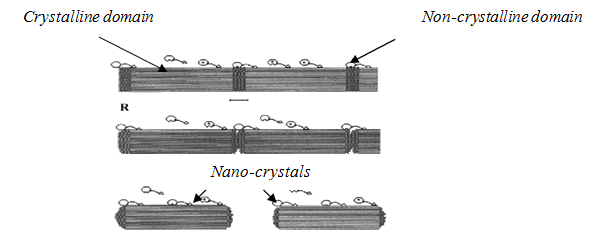 Crystalline domain
Non-crystalline domain
R
Nano-crystals